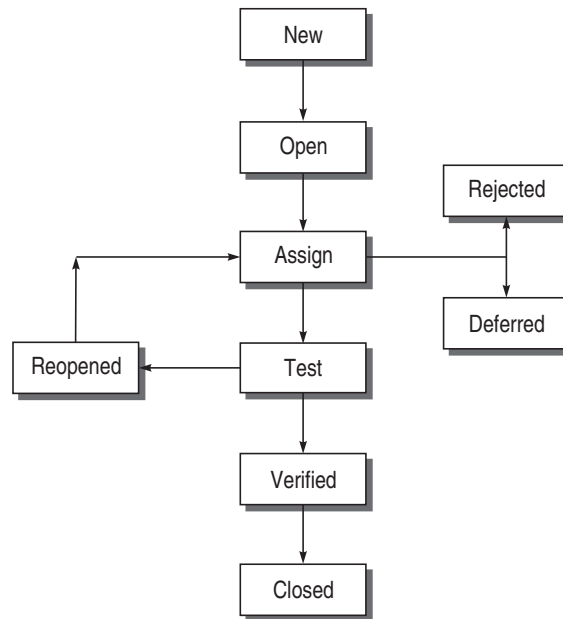 New
Open
Rejected
Assign
Deferred
Reopened
Test
Verified
Closed